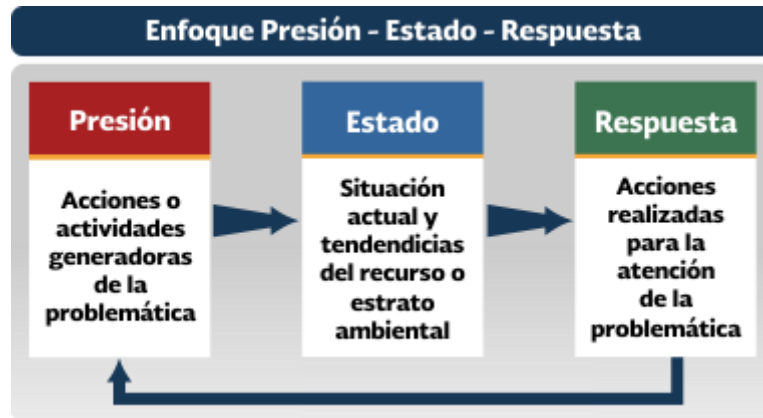 Enfoque Presión - Estado - Respuesta
Presión
Acciones o
actividades
generadoras
de la
problemática
Estado
Situación
actual y
tendendicias
del recurso o
estrato
ambiental
Respuesta
Acciones
realizadas
para la
atención
de la
problemática